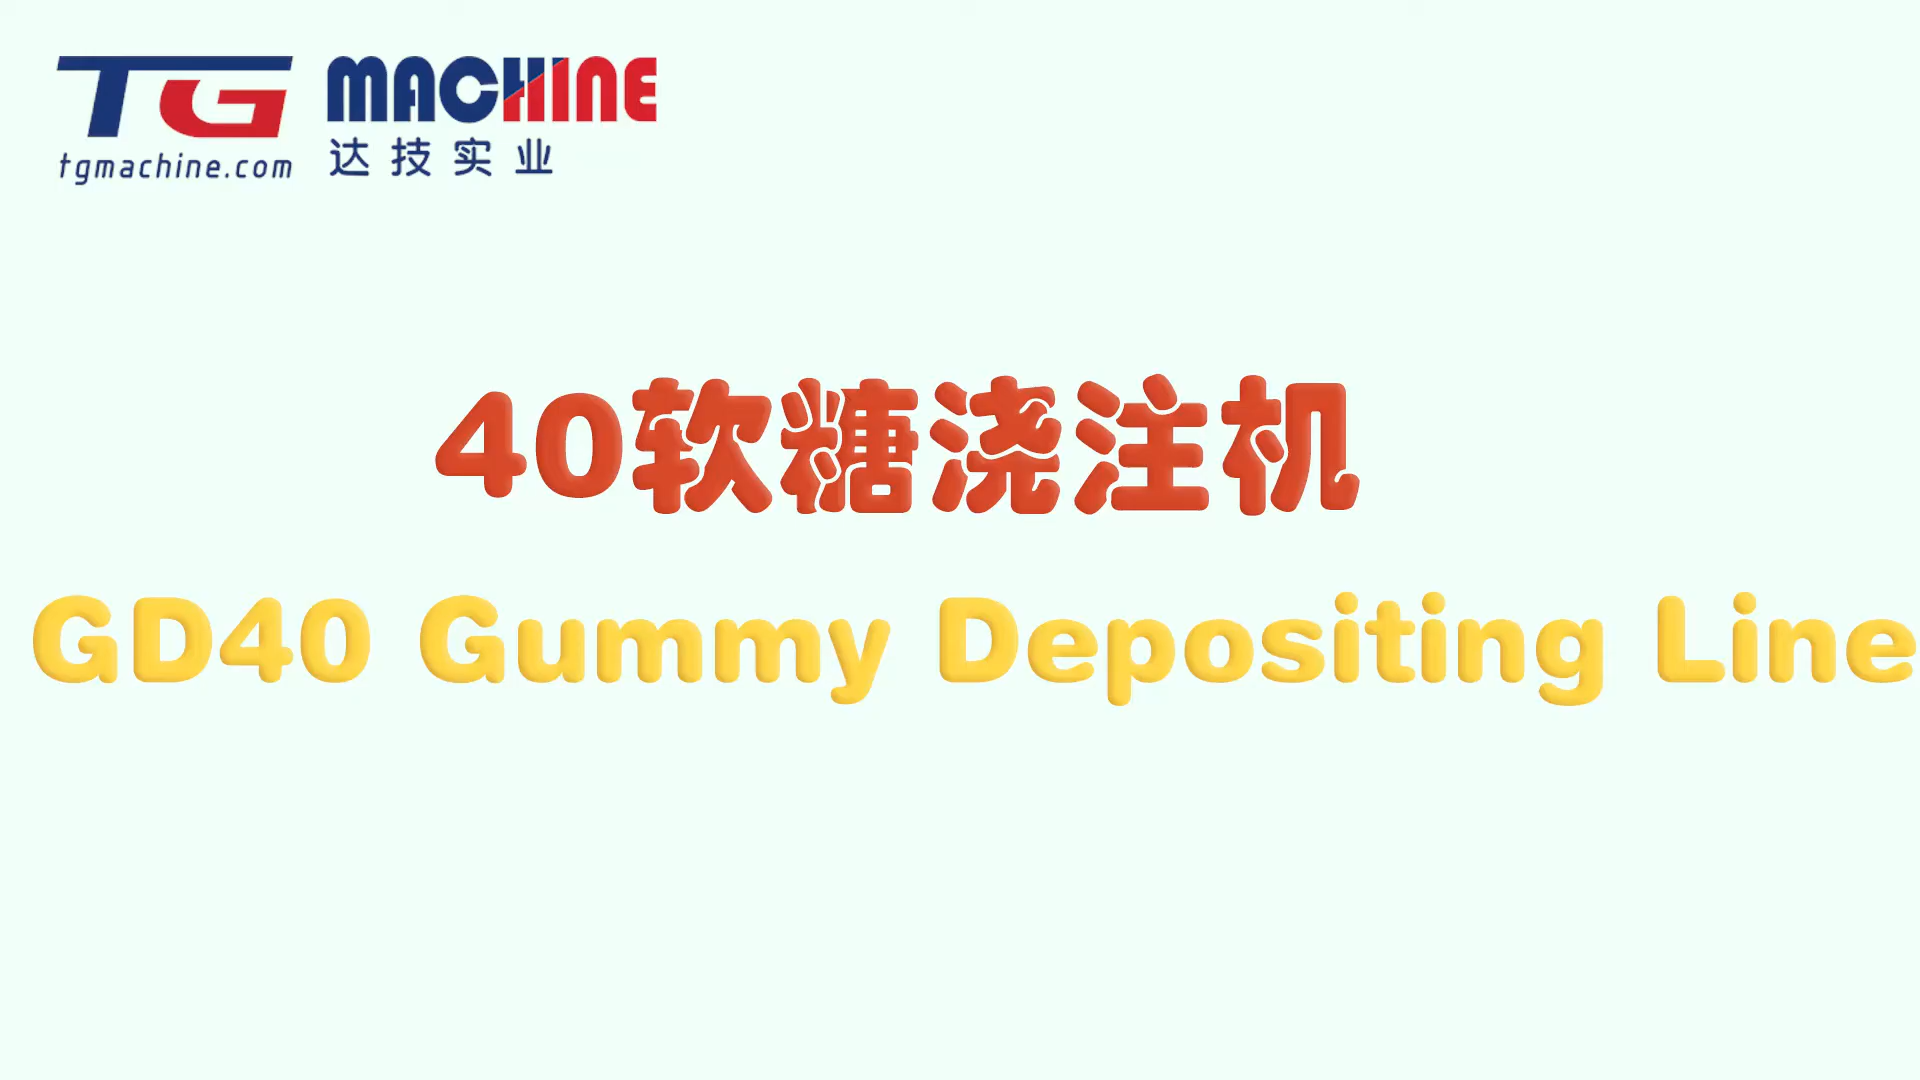 TG MACHINE
tgmachine.com 达技实业
40软糖浇注机
GD40 Gummy Depositing Line